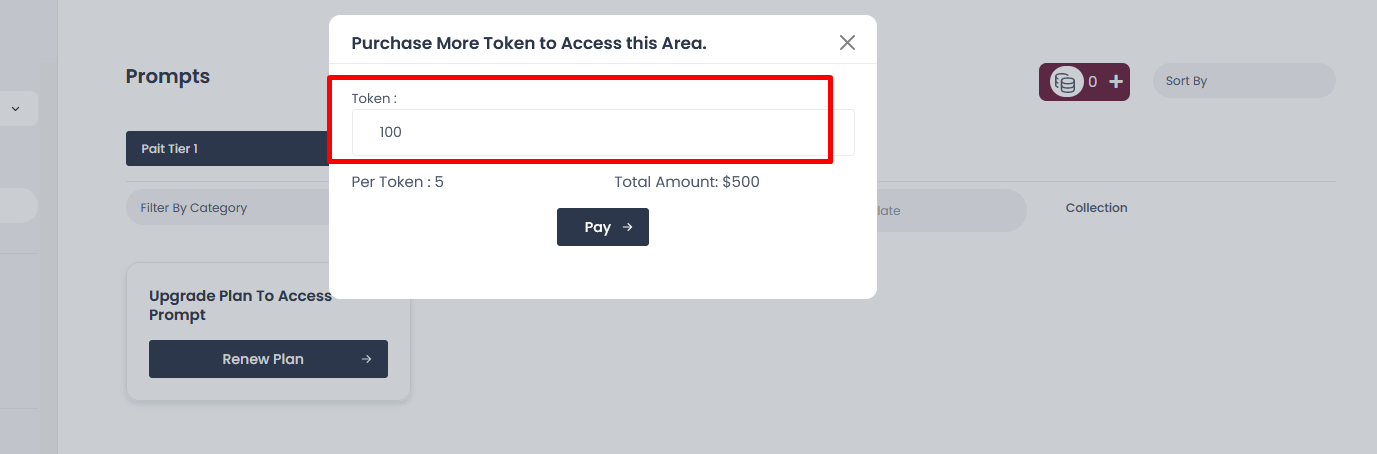 Purchase More Token to Access this Area.
Prompts
0
Sort By
Token :
100
Pait Tier 1
Per Token : 5 Total Amount: $500
Filter By Category
Collection
Pay
Upgrade Plan To Access
Prompt
Renew Plan